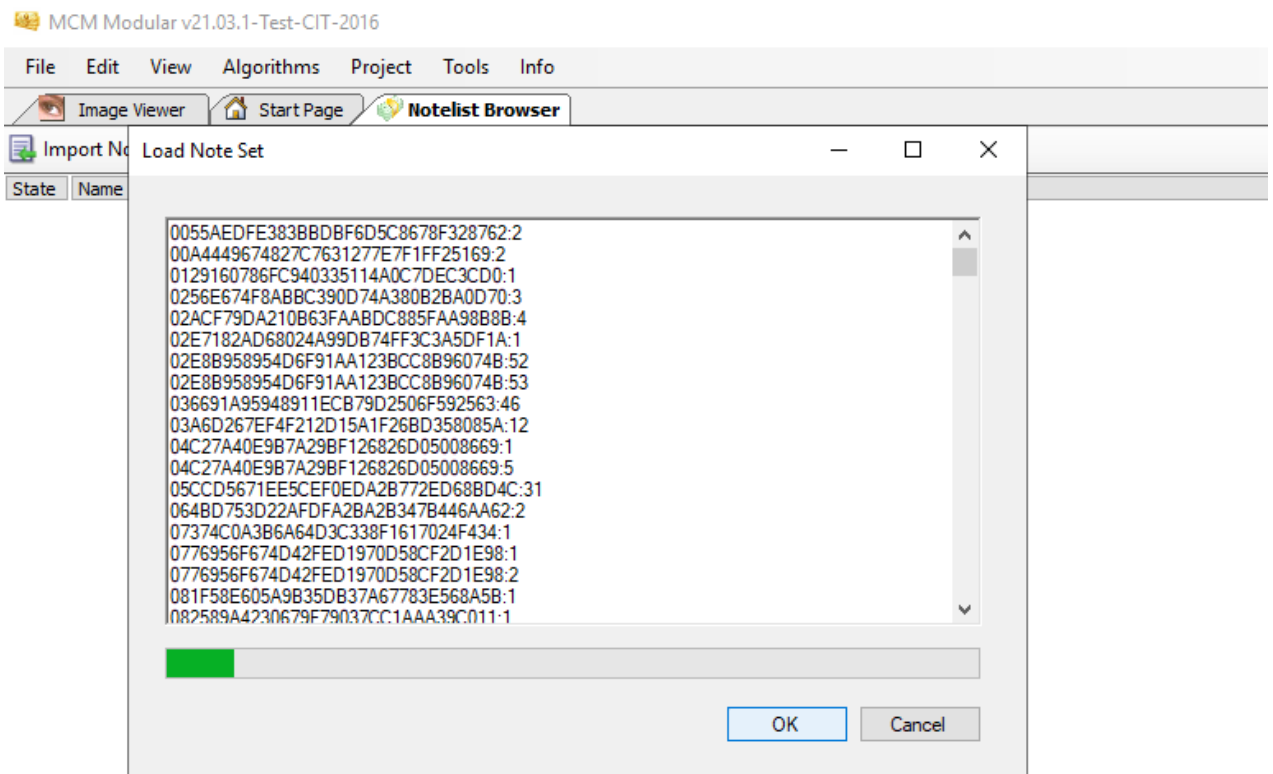 MCM Modular v21.03.1-Test-CIT-2016
File Edit View Algorithms Project Tools Info
Image Viewer Start Page Notelist Browser
Import No Load Note Set
State Name
0055AEDFE383BBDBF6D5C8678F328762:2
00A4449674827C7631277E7F1FF25169:2
0129160786FC940335114A0C7DEC3CD0:1
0256E674F8ABBC390D74A380B2BA0D70:3
02ACF79DA210B63FAABDC885FAA98B8B:4
02E7182AD68024A99DB74FF3C3A5DF1A:1
02E8B958954D6F91AA123BCC8B96074B:52
02E8B958954D6F91AA123BCC8B96074B:53
036691A95948911ECB79D2506F592563:46
03A6D267EF4F212D15A1F26BD358085A:12
04C27A40E9B7A29BF126826D05008669:1
04C27A40E9B7A29BF126826D05008669:5
05CCD5671EE5CEF0EDA2B772ED68BD4C:31
064BD753D22AFDFA2BA2B347B446AA62:2
07374C0A3B6A64D3C338F1617024F434:1
0776956F674D42FED1970D58CF2D1E98:1
0776956F674D42FED1970D58CF2D1E98:2
081F58E605A9B35DB37A67783E568A5B:1
082589A4230679F79037CC1AAA39C011:1
OK Cancel